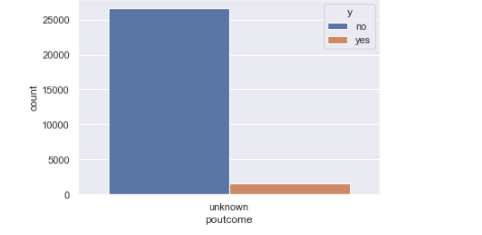 25000
20000
15000
10000
5000
0
count
y
no
yes
unknown
poutcome